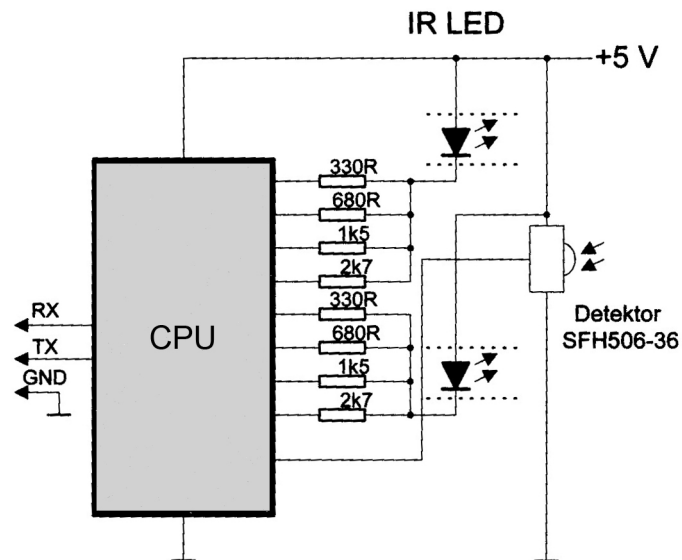 IR LED
+5 V
330R
680R
1k5
2k7
330R
680R
1k5
2k7
RX
TX
GND
CPU
Detektor
SFH506-36